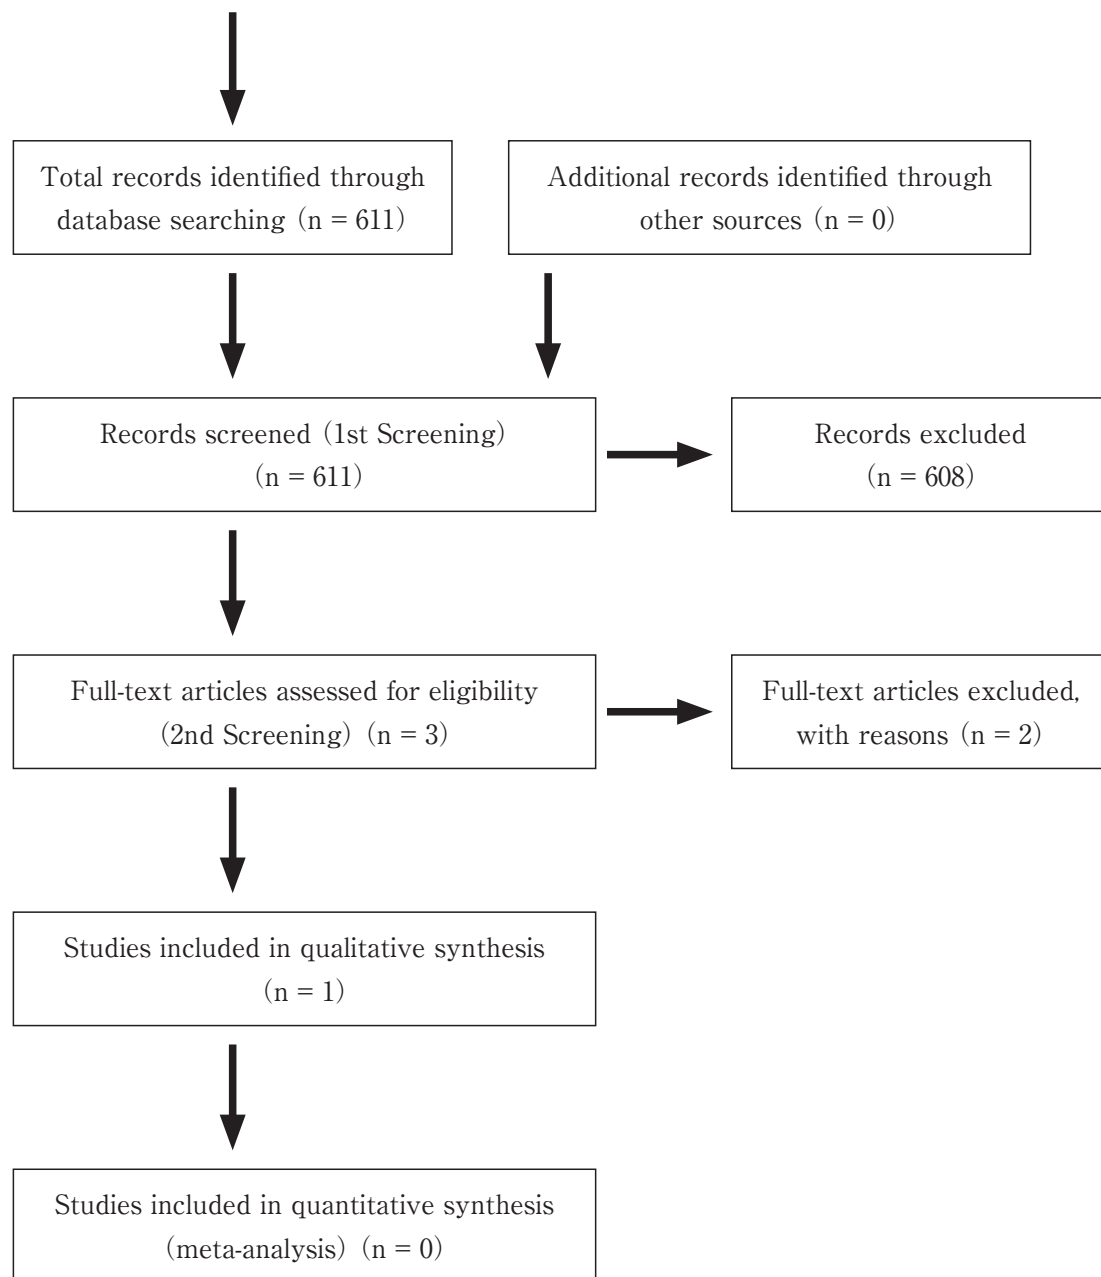 Total records identified through
database searching (n = 611)
Additional records identified through
other sources (n = 0)
Records screened (1st Screening)
(n = 611)
Records excluded
(n = 608)
Full-text articles assessed for eligibility
(2nd Screening) (n = 3)
Full-text articles excluded,
with reasons (n = 2)
Studies included in qualitative synthesis
(n = 1)
Studies included in quantitative synthesis
(meta-analysis) (n = 0)